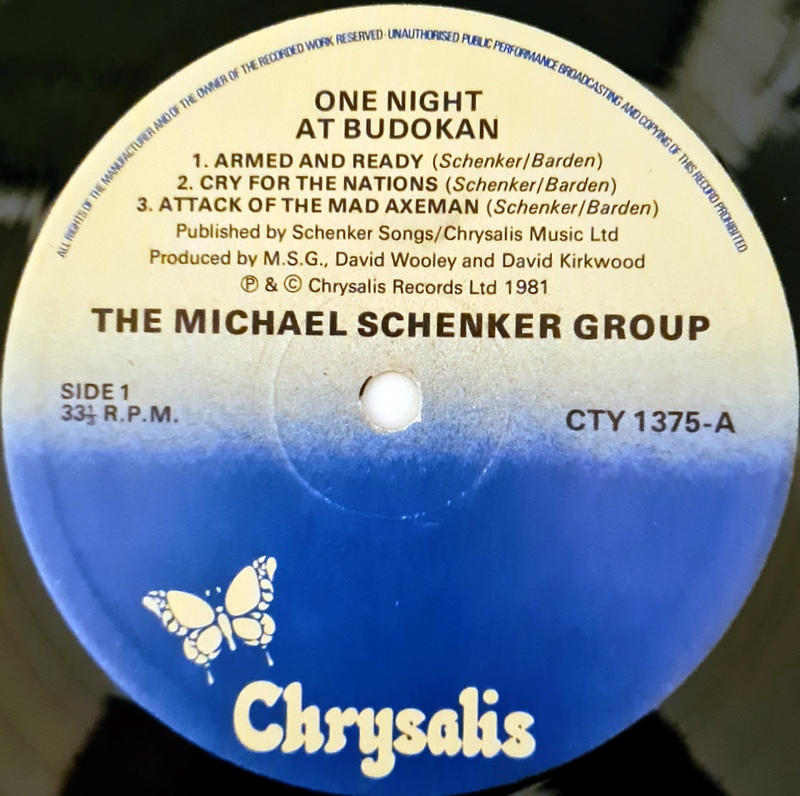 ALL RIGHTS OF THE MANUFACTURER AND OF THE OWNER OF THE RECORDED WORK RESERVED · UNAUTHORISED PUBLIC PERFORMANCE BROADCASTING AND COPYING OF THIS RECORD PROHIBITED
ONE NIGHT
AT BUDOKAN
1. ARMED AND READY (Schenker/Barden)
2. CRY FOR THE NATIONS (Schenker/Barden)
3. ATTACK OF THE MAD AXEMAN (Schenker/Barden)
Published by Schenker Songs/Chrysalis Music Ltd
Produced by M.S.G., David Wooley and David Kirkwood
℗ & © Chrysalis Records Ltd 1981
THE MICHAEL SCHENKER GROUP
SIDE 1
33⅓ R.P.M.
CTY 1375-A
Chrysalis